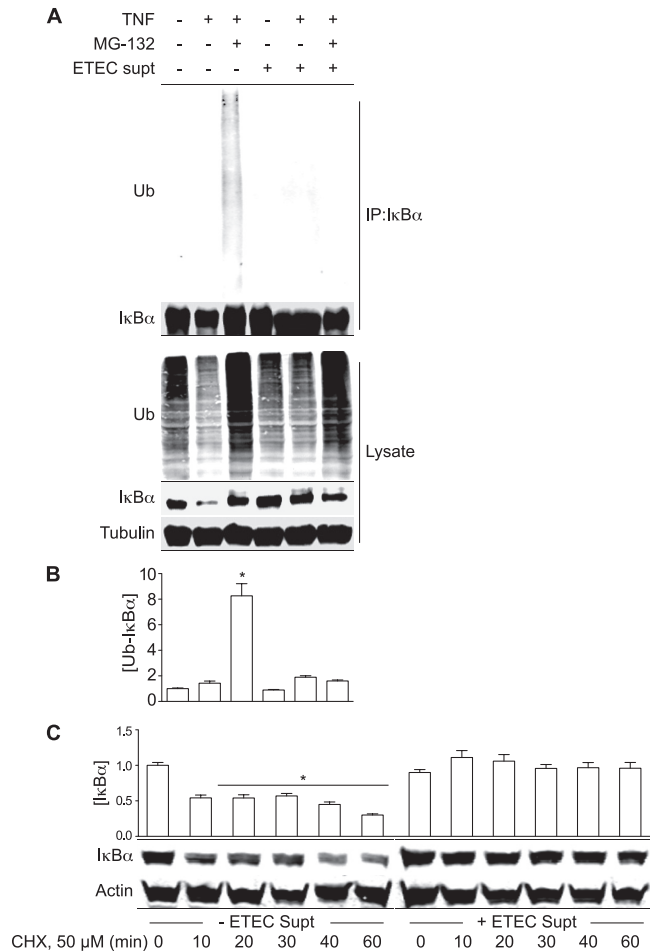 A
TNF - + + - + +
MG-132 - - + - - +
ETEC supt - - - + + +
Ub
IP:IκBα
IκBα
Ub
Lysate
IκBα
Tubulin
B
[Ub-IκBα]
10
8
6
4
2
0
*
C
[IκBα]
1.5
1.0
0.5
0.0
*
IκBα
Actin
- ETEC Supt + ETEC Supt
CHX, 50 µM (min) 0 10 20 30 40 60 0 10 20 30 40 60